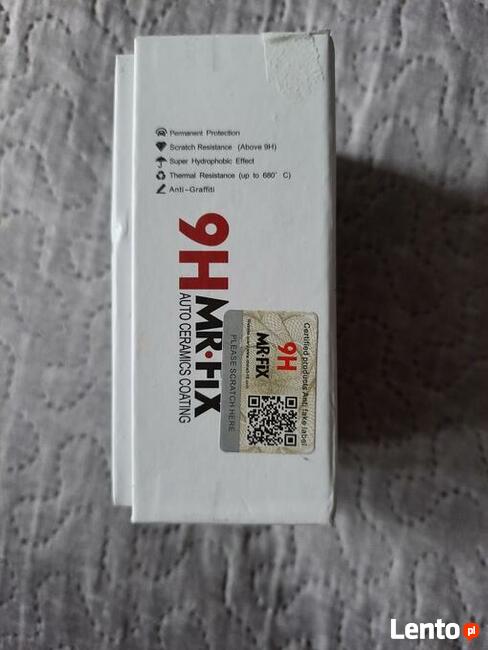 Permanent Protection
Scratch Resistance (Above 9H)
Super Hydrophobic Effect
Thermal Resistance (up to 680° C)
Anti-Graffiti
9H MR·FiX
AUTO CERAMICS COATING
Certified products Anti fake label
9H
MR·FiX
PLEASE SCRATCH HERE
Lento pl